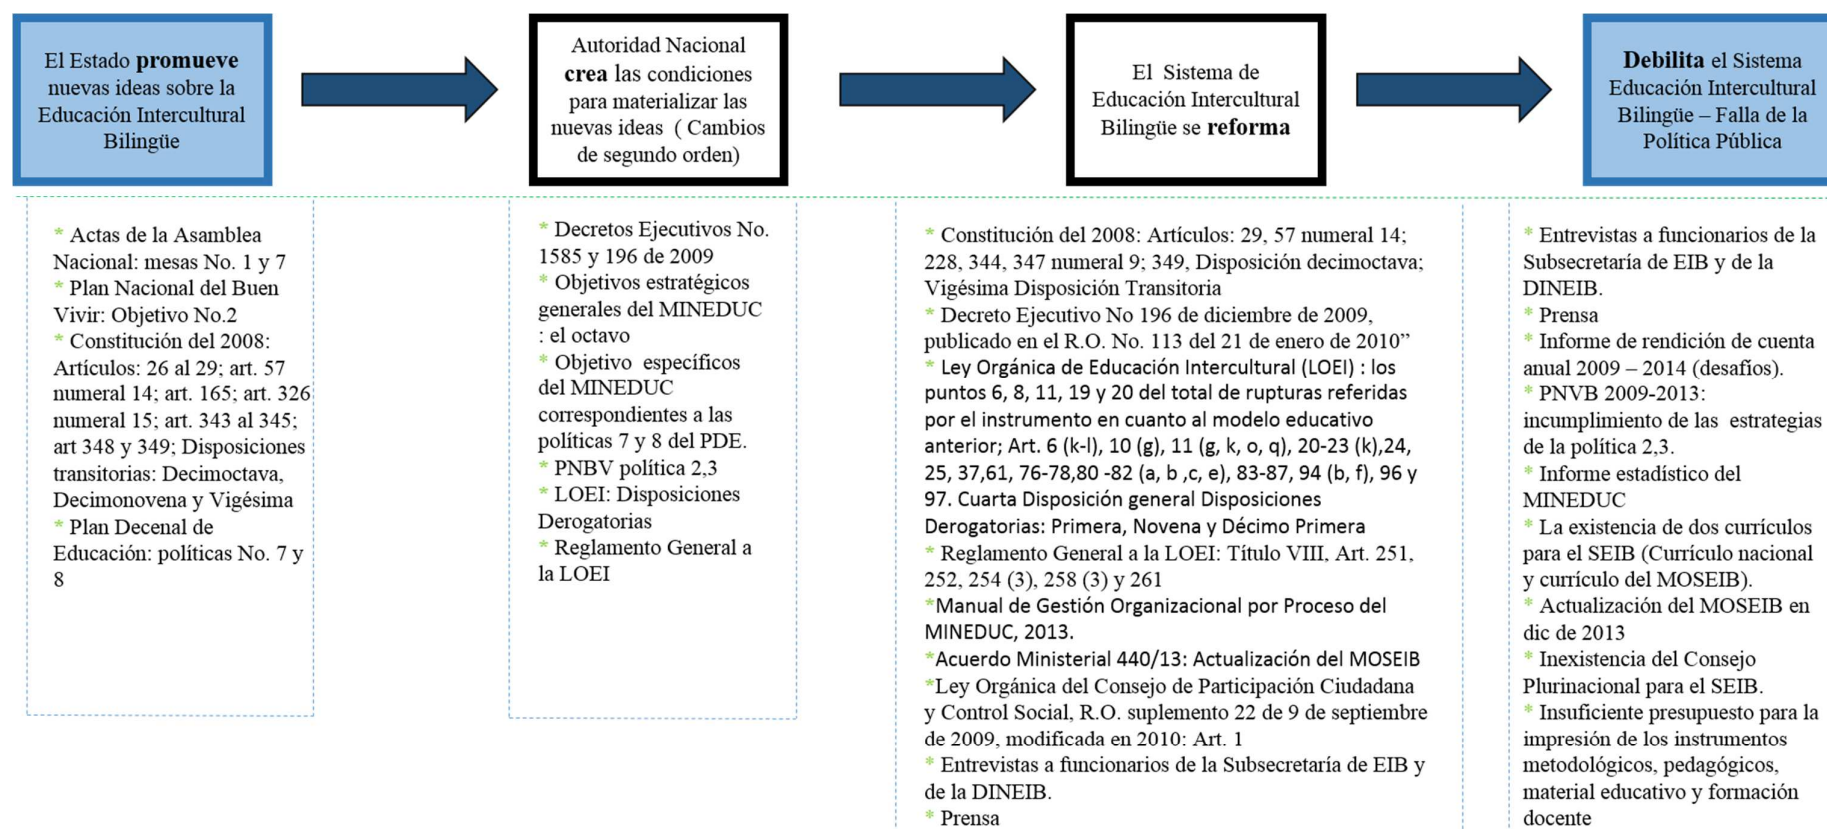 El Estado promueve
nuevas ideas sobre la
Educación Intercultural
Bilingüe
Autoridad Nacional
crea las condiciones
para materializar las
nuevas ideas ( Cambios
de segundo orden)
El Sistema de
Educación Intercultural
Bilingüe se reforma
Debilita el Sistema
Educación Intercultural
Bilingüe – Falla de la
Política Pública
* Actas de la Asamblea
Nacional: mesas No. 1 y 7
* Plan Nacional del Buen
Vivir: Objetivo No.2
* Constitución del 2008:
Artículos: 26 al 29; art. 57
numeral 14; art. 165; art. 326
numeral 15; art. 343 al 345;
art 348 y 349; Disposiciones
transitorias: Decimoctava,
Decimonovena y Vigésima
* Plan Decenal de
Educación: políticas No. 7 y
8
* Decretos Ejecutivos No.
1585 y 196 de 2009
* Objetivos estratégicos
generales del MINEDUC
: el octavo
* Objetivo específicos
del MINEDUC
correspondientes a las
políticas 7 y 8 del PDE.
* PNBV política 2,3
* LOEI: Disposiciones
Derogatorias
* Reglamento General a
la LOEI
* Constitución del 2008: Artículos: 29, 57 numeral 14;
228, 344, 347 numeral 9; 349, Disposición decimoctava;
Vigésima Disposición Transitoria
* Decreto Ejecutivo No 196 de diciembre de 2009,
publicado en el R.O. No. 113 del 21 de enero de 2010”
* Ley Orgánica de Educación Intercultural (LOEI) : los
puntos 6, 8, 11, 19 y 20 del total de rupturas referidas
por el instrumento en cuanto al modelo educativo
anterior; Art. 6 (k-l), 10 (g), 11 (g, k, o, q), 20-23 (k),24,
25, 37,61, 76-78,80 -82 (a, b ,c, e), 83-87, 94 (b, f), 96 y
97. Cuarta Disposición general Disposiciones
Derogatorias: Primera, Novena y Décimo Primera
* Reglamento General a la LOEI: Título VIII, Art. 251,
252, 254 (3), 258 (3) y 261
*Manual de Gestión Organizacional por Proceso del
MINEDUC, 2013.
*Acuerdo Ministerial 440/13: Actualización del MOSEIB
*Ley Orgánica del Consejo de Participación Ciudadana
y Control Social, R.O. suplemento 22 de 9 de septiembre
de 2009, modificada en 2010: Art. 1
* Entrevistas a funcionarios de la Subsecretaría de EIB y
de la DINEIB.
* Prensa
* Entrevistas a funcionarios de la
Subsecretaría de EIB y de la
DINEIB.
* Prensa
* Informe de rendición de cuenta
anual 2009 – 2014 (desafíos).
* PNVB 2009-2013:
incumplimiento de las estrategias
de la política 2,3.
* Informe estadístico del
MINEDUC
* La existencia de dos currículos
para el SEIB (Currículo nacional
y currículo del MOSEIB).
* Actualización del MOSEIB en
dic de 2013
* Inexistencia del Consejo
Plurinacional para el SEIB.
* Insuficiente presupuesto para la
impresión de los instrumentos
metodológicos, pedagógicos,
material educativo y formación
docente